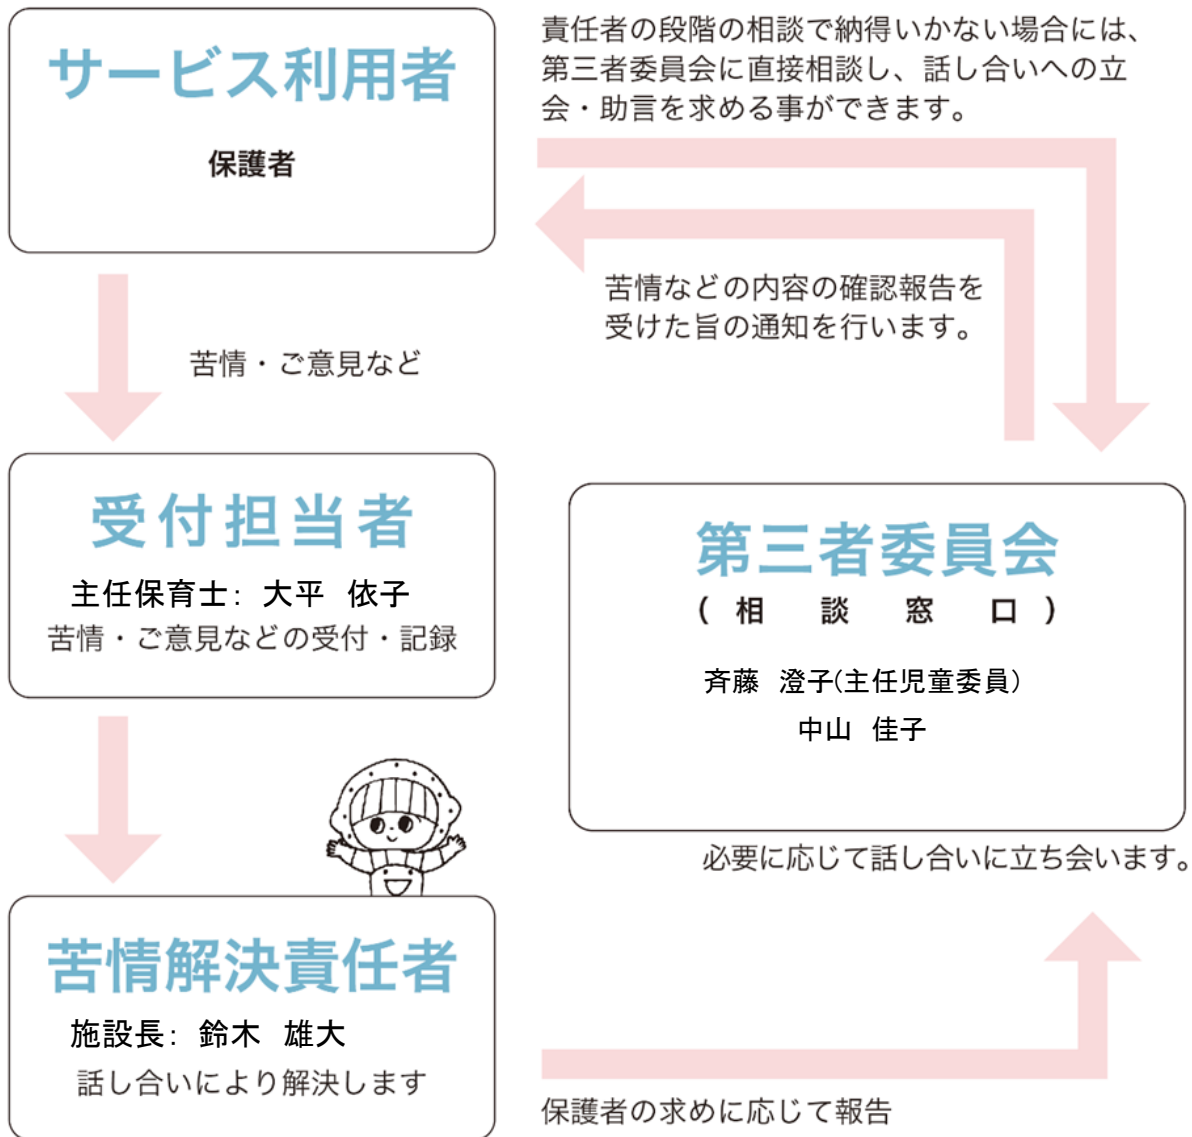 サービス利用者
保護者
責任者の段階の相談で納得いかない場合には、
第三者委員会に直接相談し、話し合いへの立
会・助言を求める事ができます。
苦情などの内容の確認報告を
受けた旨の通知を行います。
苦情・ご意見など
受付担当者
主任保育士: 大平 依子
苦情・ご意見などの受付・記録
第三者委員会
(相談窓口)
斉藤 澄子(主任児童委員)
中山 佳子
必要に応じて話し合いに立ち会います。
苦情解決責任者
施設長: 鈴木 雄大
話し合いにより解決します
保護者の求めに応じて報告